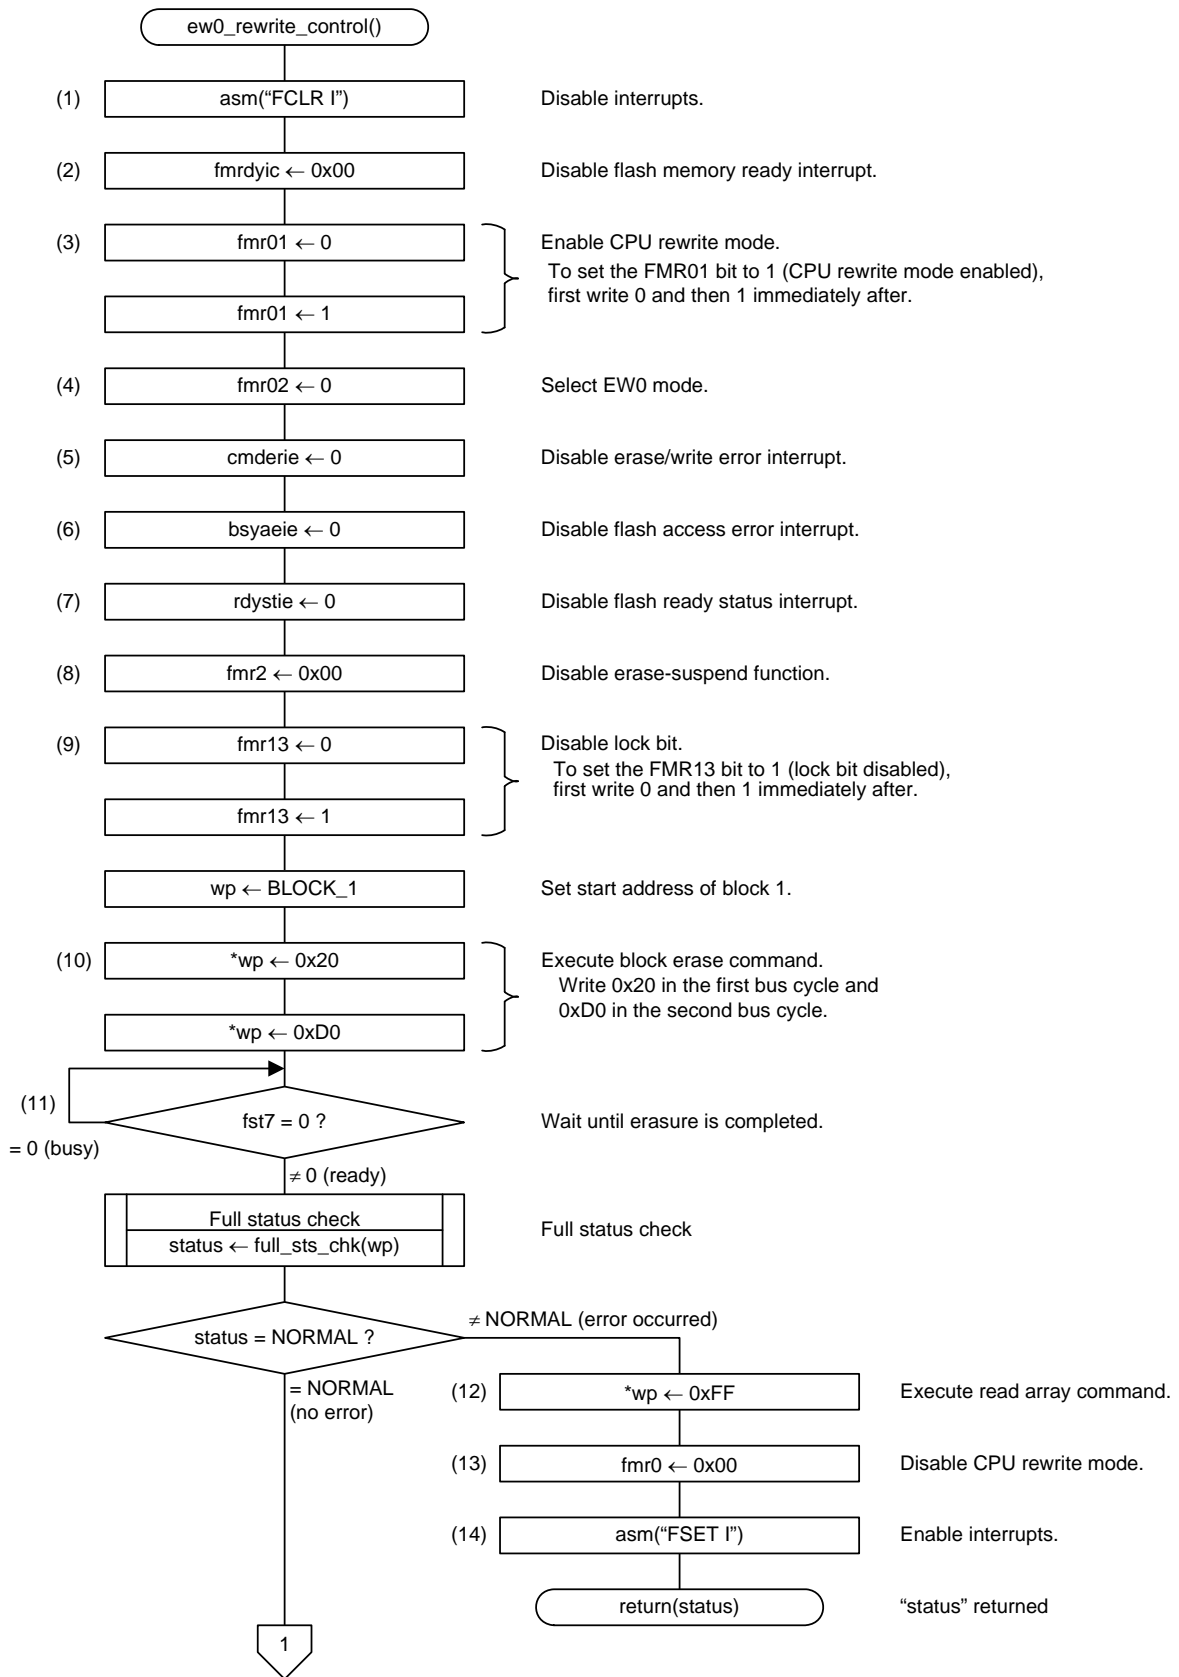 ew0_rewrite_control()
(1) asm(“FCLR I”) Disable interrupts.
(2) fmrdyic ← 0x00 Disable flash memory ready interrupt.
(3) fmr01 ← 0 Enable CPU rewrite mode.
To set the FMR01 bit to 1 (CPU rewrite mode enabled),
first write 0 and then 1 immediately after.
fmr01 ← 1
(4) fmr02 ← 0 Select EW0 mode.
(5) cmderie ← 0 Disable erase/write error interrupt.
(6) bsyaeie ← 0 Disable flash access error interrupt.
(7) rdystie ← 0 Disable flash ready status interrupt.
(8) fmr2 ← 0x00 Disable erase-suspend function.
(9) fmr13 ← 0 Disable lock bit.
To set the FMR13 bit to 1 (lock bit disabled),
first write 0 and then 1 immediately after.
fmr13 ← 1
wp ← BLOCK_1 Set start address of block 1.
(10) *wp ← 0x20 Execute block erase command.
Write 0x20 in the first bus cycle and
0xD0 in the second bus cycle.
*wp ← 0xD0
(11)
fst7 = 0 ? Wait until erasure is completed.
= 0 (busy)
≠ 0 (ready)
Full status check
status ← full_sts_chk(wp) Full status check
≠ NORMAL (error occurred)
status = NORMAL ?
= NORMAL
(no error)
(12) *wp ← 0xFF Execute read array command.
(13) fmr0 ← 0x00 Disable CPU rewrite mode.
(14) asm(“FSET I”) Enable interrupts.
return(status) “status” returned
1